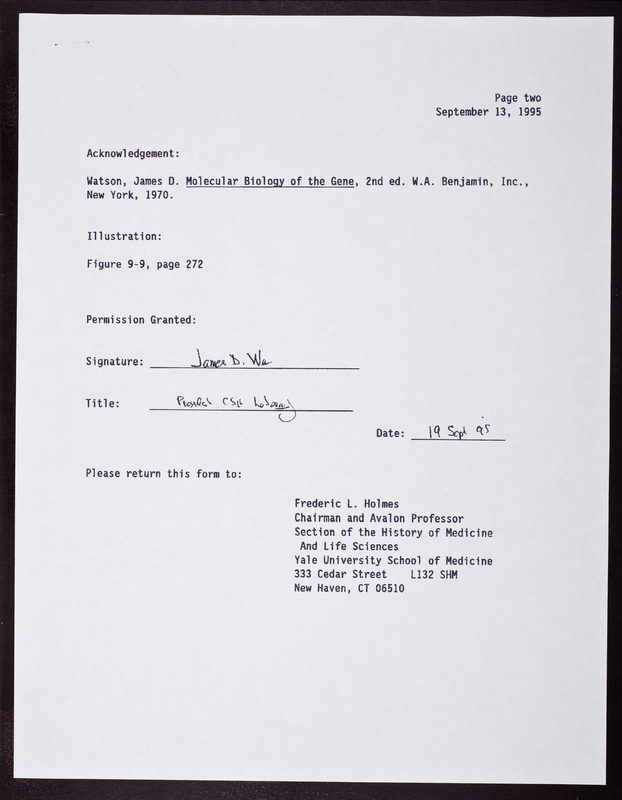 Page two
September 13, 1995
Acknowledgement:
Watson, James D. Molecular Biology of the Gene, 2nd ed. W.A. Benjamin, Inc.,
New York, 1970.
Illustration:
Figure 9-9, page 272
Permission Granted:
Signature: James D. Wa
Title: CSH
Date: 19 Sept 95
Please return this form to:
Frederic L. Holmes
Chairman and Avalon Professor
Section of the History of Medicine
And Life Sciences
Yale University School of Medicine
333 Cedar Street L132 SHM
New Haven, CT 06510